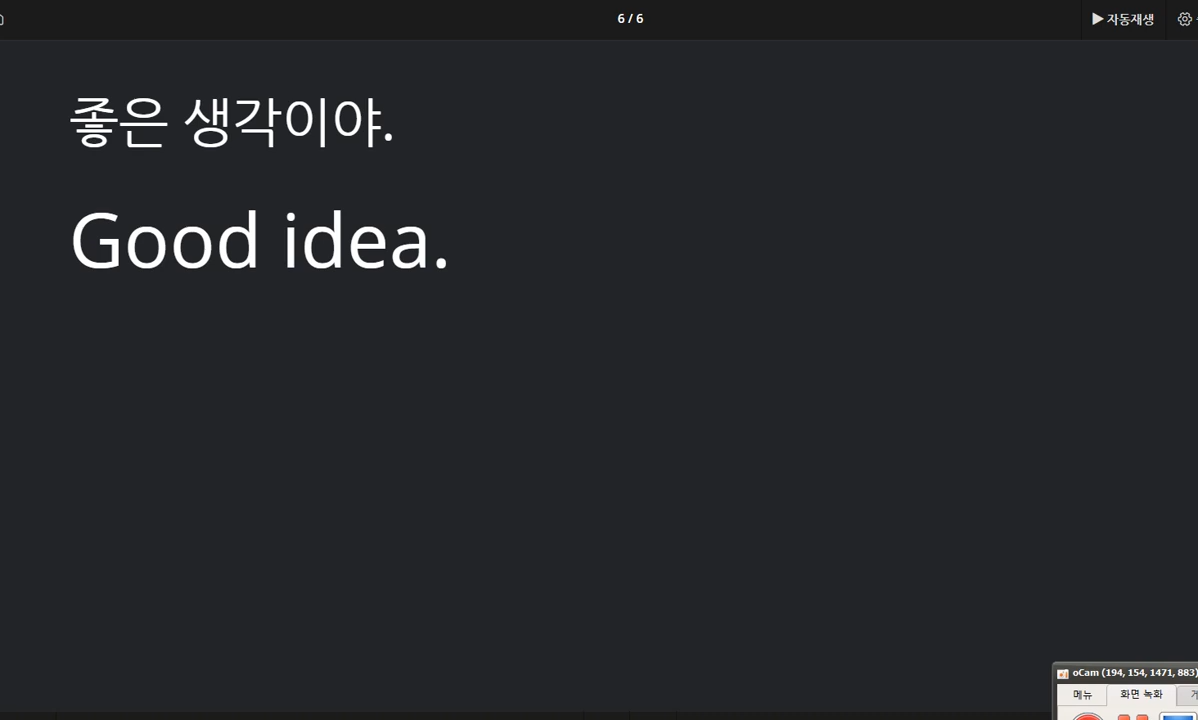 6 / 6
▶ 자동재생
좋은 생각이야.
Good idea.
oCam (194, 154, 1471, 883)
메뉴
화면 녹화